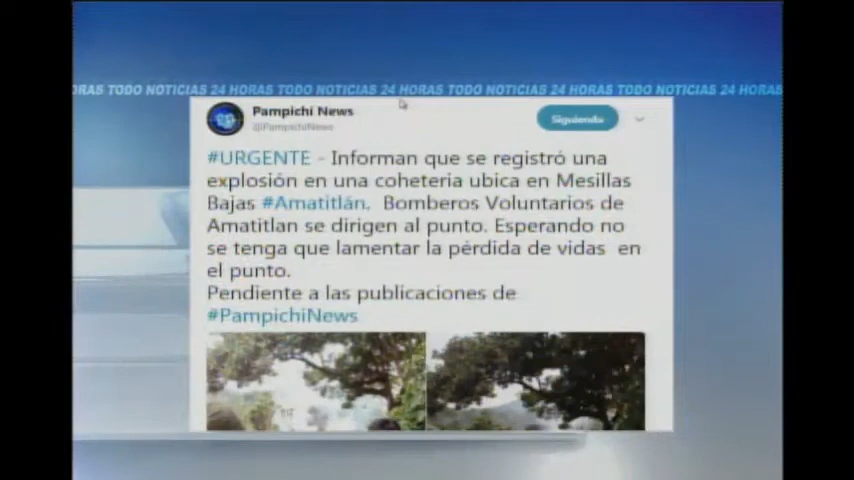 ORAS TODO NOTICIAS 24 HORAS TODO NOTICIAS 24 HORAS TODO NOTICIAS 24 HORAS TODO NOTICIAS 24 HORAS
Pampichí News
@PampichiNews
Siguiendo
#URGENTE - Informan que se registró una
explosión en una coheteria ubica en Mesillas
Bajas #Amatitlán. Bomberos Voluntarios de
Amatitlan se dirigen al punto. Esperando no
se tenga que lamentar la pérdida de vidas en
el punto.
Pendiente a las publicaciones de
#PampichiNews